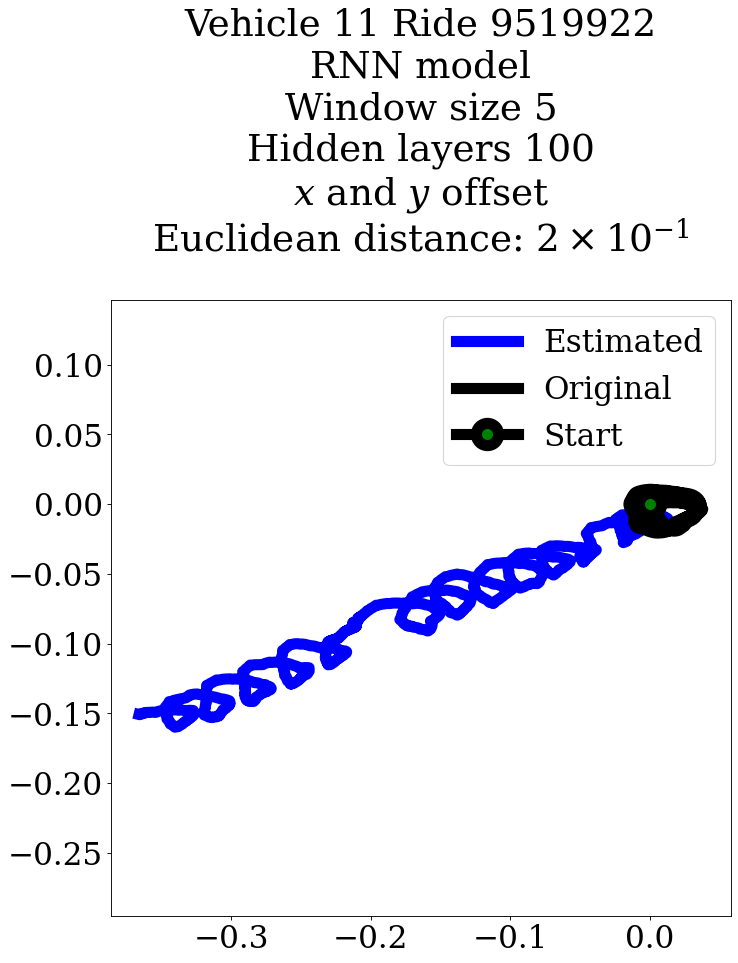 Vehicle 11 Ride 9519922
RNN model
Window size 5
Hidden layers 100
x and y offset
Euclidean distance: 2 × 10⁻¹
Estimated
Original
Start
0.10
0.05
0.00
−0.05
−0.10
−0.15
−0.20
−0.25
−0.3 −0.2 −0.1 0.0